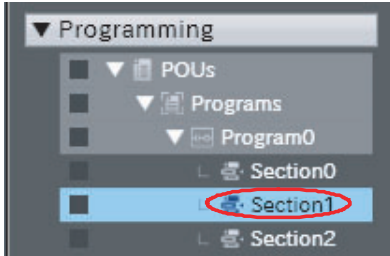 Programming
POUs
Programs
Program0
Section0
Section1
Section2